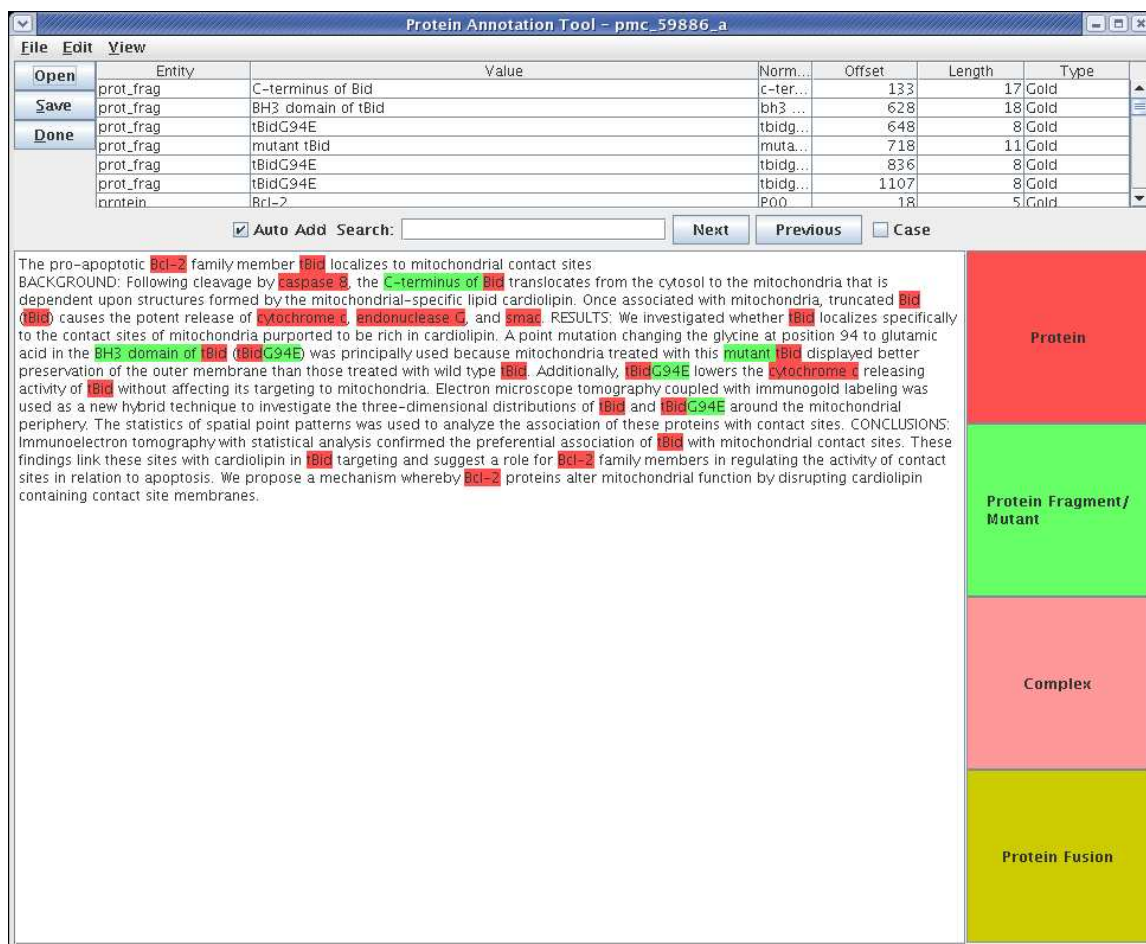 Protein Annotation Tool - pmc_59886_a
File Edit View
Open
Save
Done
Entity Value Norm... Offset Length Type
prot_frag C-terminus of Bid c-ter... 133 17 Gold
prot_frag BH3 domain of tBid bh3 ... 628 18 Gold
prot_frag tBidG94E tbidg... 648 8 Gold
prot_frag mutant tBid muta... 718 11 Gold
prot_frag tBidG94E tbidg... 836 8 Gold
prot_frag tBidG94E tbidg... 1107 8 Gold
protein Bcl-2 P00... 18 5 Gold
Auto Add Search: Next Previous Case
The pro-apoptotic Bcl-2 family member tBid localizes to mitochondrial contact sites
BACKGROUND: Following cleavage by caspase 8, the C-terminus of Bid translocates from the cytosol to the mitochondria that is
dependent upon structures formed by the mitochondrial-specific lipid cardiolipin. Once associated with mitochondria, truncated Bid
(tBid) causes the potent release of cytochrome c, endonuclease G, and smac. RESULTS: We investigated whether tBid localizes specifically
to the contact sites of mitochondria purported to be rich in cardiolipin. A point mutation changing the glycine at position 94 to glutamic
acid in the BH3 domain of tBid (tBidG94E) was principally used because mitochondria treated with this mutant tBid displayed better
preservation of the outer membrane than those treated with wild type tBid. Additionally, tBidG94E lowers the cytochrome c releasing
activity of tBid without affecting its targeting to mitochondria. Electron microscope tomography coupled with immunogold labeling was
used as a new hybrid technique to investigate the three-dimensional distributions of tBid and tBidG94E around the mitochondrial
periphery. The statistics of spatial point patterns was used to analyze the association of these proteins with contact sites. CONCLUSIONS:
Immunoelectron tomography with statistical analysis confirmed the preferential association of tBid with mitochondrial contact sites. These
findings link these sites with cardiolipin in tBid targeting and suggest a role for Bcl-2 family members in regulating the activity of contact
sites in relation to apoptosis. We propose a mechanism whereby Bcl-2 proteins alter mitochondrial function by disrupting cardiolipin
containing contact site membranes.
Protein
Protein Fragment/
Mutant
Complex
Protein Fusion